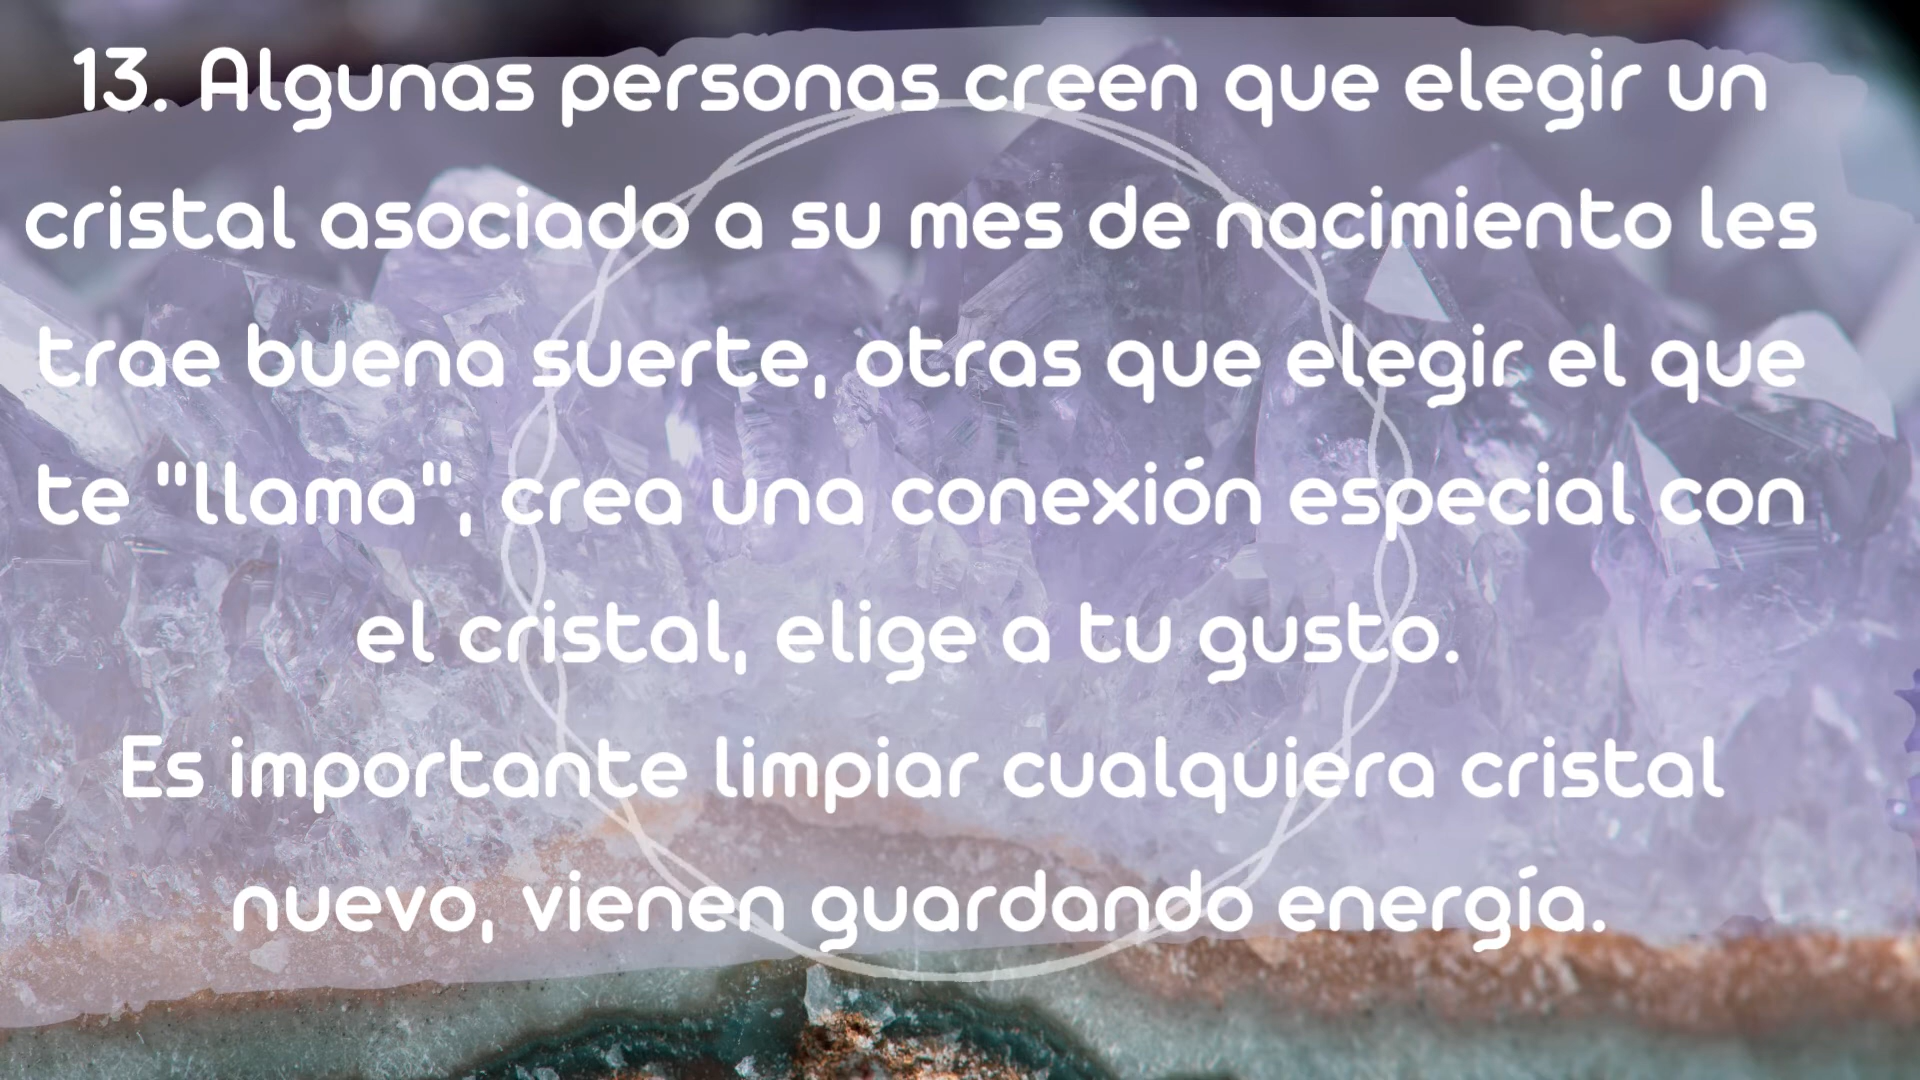 13. Algunas personas creen que elegir un
cristal asociado a su mes de nacimiento les
trae buena suerte, otras que elegir el que
te "llama", crea una conexión especial con
el cristal, elige a tu gusto.
Es importante limpiar cualquiera cristal
nuevo, vienen guardando energía.